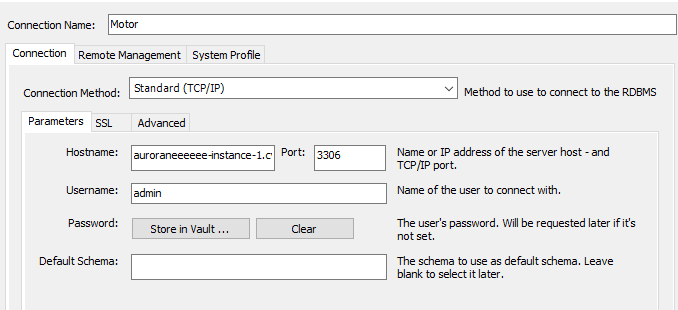 Connection Name: Motor
Connection Remote Management System Profile
Connection Method: Standard (TCP/IP) Method to use to connect to the RDBMS
Parameters SSL Advanced
Hostname: auroraneeeeee-instance-1.c Port: 3306 Name or IP address of the server host - and
TCP/IP port.
Username: admin Name of the user to connect with.
Password: Store in Vault ... Clear The user's password. Will be requested later if it's
not set.
Default Schema: The schema to use as default schema. Leave
blank to select it later.